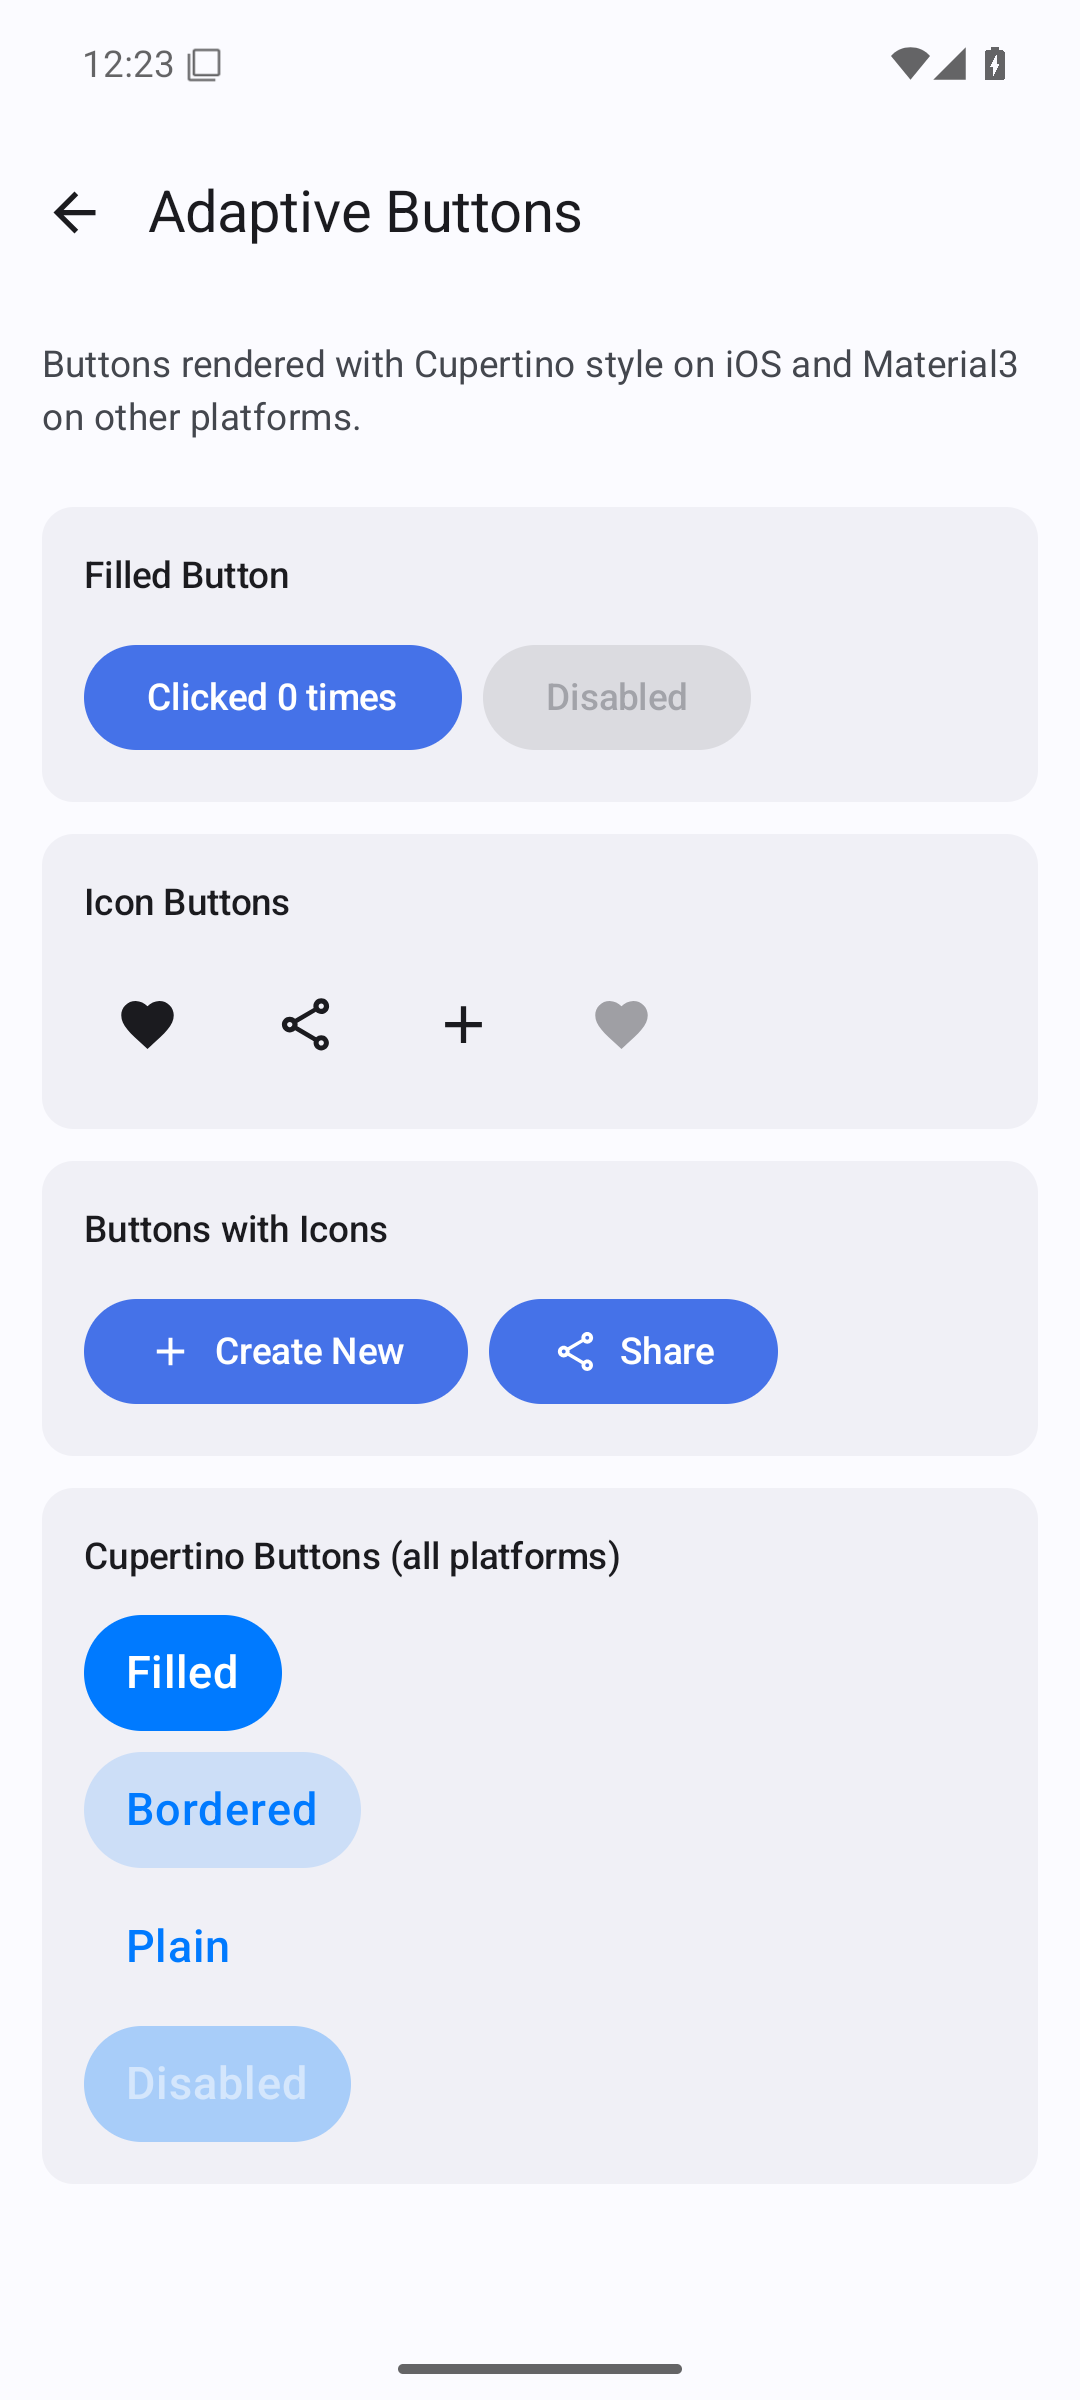 12:23
Adaptive Buttons
Buttons rendered with Cupertino style on iOS and Material3
on other platforms.
Filled Button
Clicked 0 times
Disabled
Icon Buttons
Buttons with Icons
Create New
Share
Cupertino Buttons (all platforms)
Filled
Bordered
Plain
Disabled